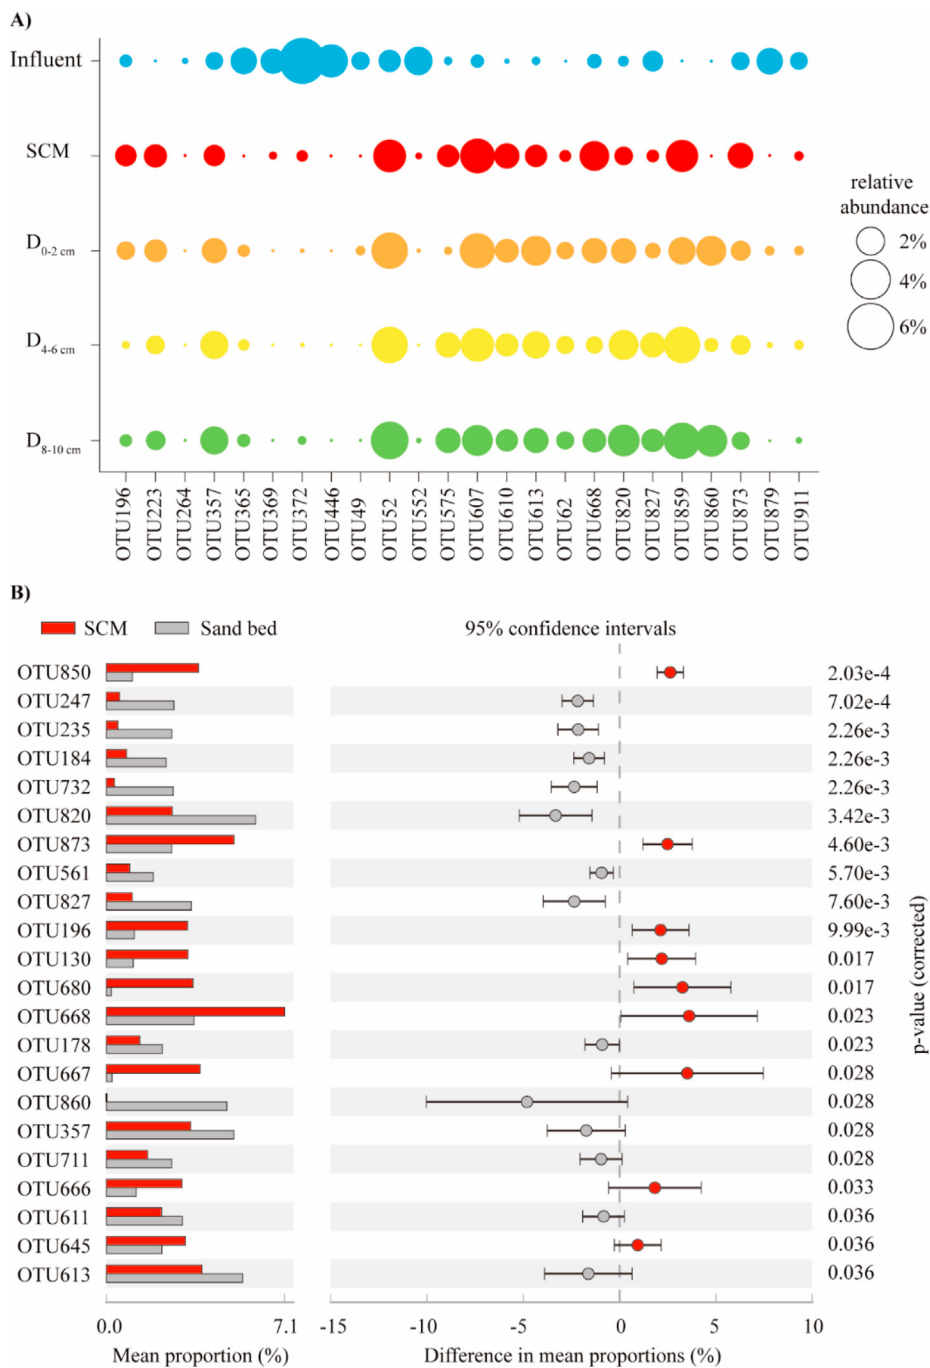 A)
Influent
SCM
D0-2 cm
D4-6 cm
D8-10 cm
relative
abundance
2%
4%
6%
OTU196
OTU223
OTU264
OTU357
OTU365
OTU369
OTU372
OTU446
OTU49
OTU52
OTU552
OTU575
OTU607
OTU610
OTU613
OTU62
OTU668
OTU820
OTU827
OTU859
OTU860
OTU873
OTU879
OTU911
B)
SCM Sand bed 95% confidence intervals
OTU850 2.03e-4
OTU247 7.02e-4
OTU235 2.26e-3
OTU184 2.26e-3
OTU732 2.26e-3
OTU820 3.42e-3
OTU873 4.60e-3
OTU561 5.70e-3
OTU827 7.60e-3
OTU196 9.99e-3
OTU130 0.017
OTU680 0.017
OTU668 0.023
OTU178 0.023
OTU667 0.028
OTU860 0.028
OTU357 0.028
OTU711 0.028
OTU666 0.033
OTU611 0.036
OTU645 0.036
OTU613 0.036
p-value (corrected)
0.0 7.1 -15 -10 -5 0 5 10
Mean proportion (%) Difference in mean proportions (%)